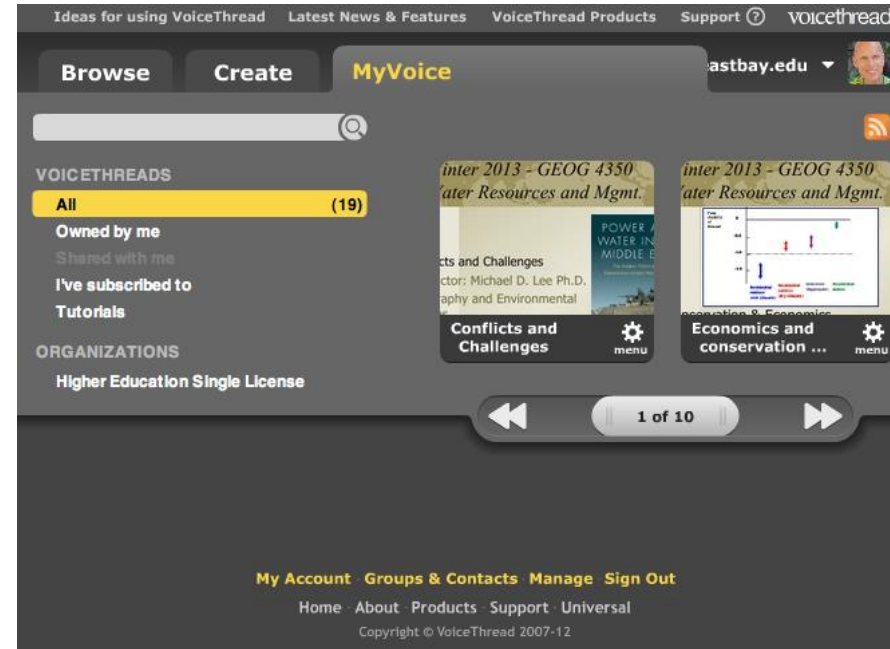 Ideas for using VoiceThread Latest News & Features VoiceThread Products Support ? voicethread
Browse Create MyVoice astbay.edu
VOICETHREADS
All (19)
Owned by me
Shared with me
I've subscribed to
Tutorials
ORGANIZATIONS
Higher Education Single License
inter 2013 - GEOG 4350
ater Resources and Mgmt.
POWER
WATER IN
MIDDLE E
cts and Challenges
ctor: Michael D. Lee Ph.D.
aphy and Environmental
Conflicts and
Challenges
menu
inter 2013 - GEOG 4350
ater Resources and Mgmt.
Economics and
conservation ...
menu
1 of 10
My Account Groups & Contacts Manage Sign Out
Home · About · Products · Support · Universal
Copyright © VoiceThread 2007-12